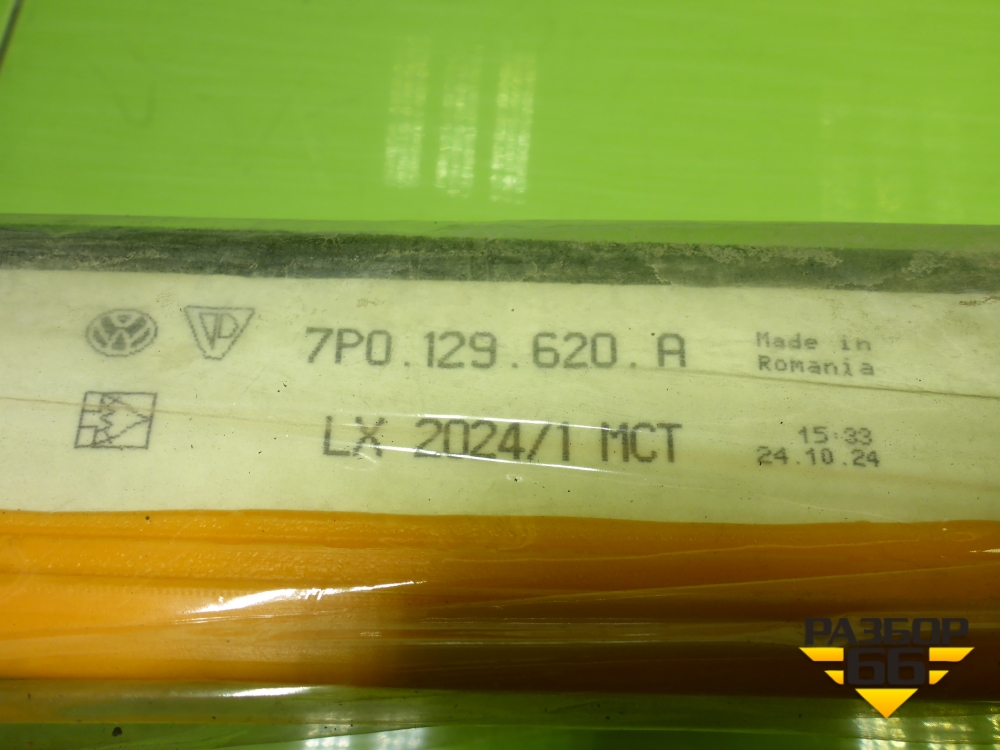 7P0.129.620.A
Made in
Romania
LX 2024/1 MCT
15:33
24.10.24
РАЗБОР
66